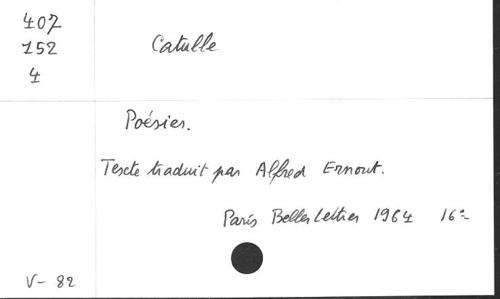 407
152
4
Catulle
Poésies.
Texte traduit par Alfred Ernout.
Paris Belles Lettres 1964 16°
V- 82